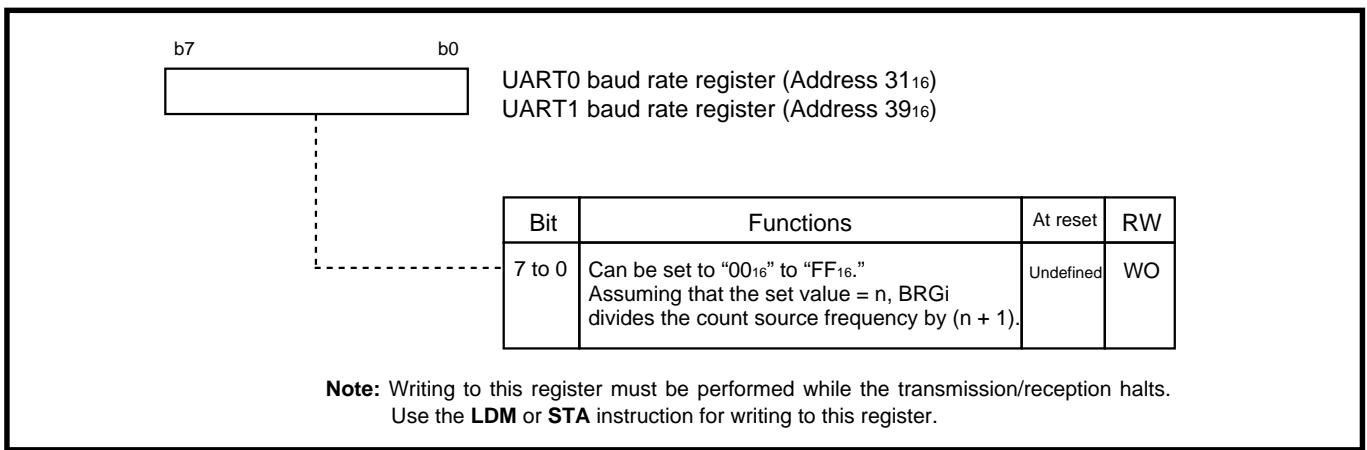 b7 b0
UART0 baud rate register (Address 31₁₆)
UART1 baud rate register (Address 39₁₆)
Bit Functions At reset RW
7 to 0 Can be set to “00₁₆” to “FF₁₆.” Undefined WO
Assuming that the set value = n, BRGi
divides the count source frequency by (n + 1).
Note: Writing to this register must be performed while the transmission/reception halts.
Use the LDM or STA instruction for writing to this register.